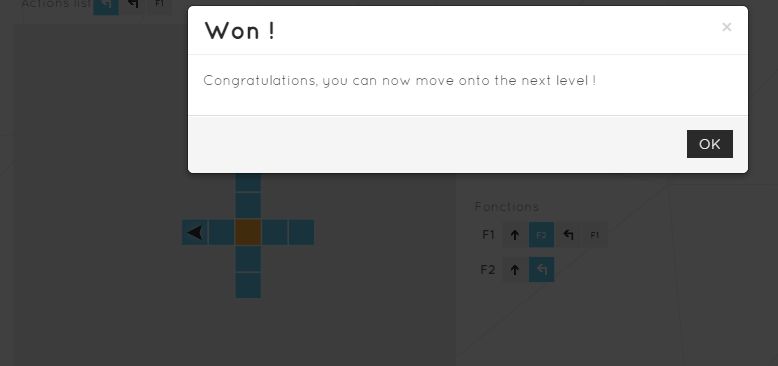 Actions list F1
Won !
×
Congratulations, you can now move onto the next level !
OK
Fonctions
F1 F2 F1
F2